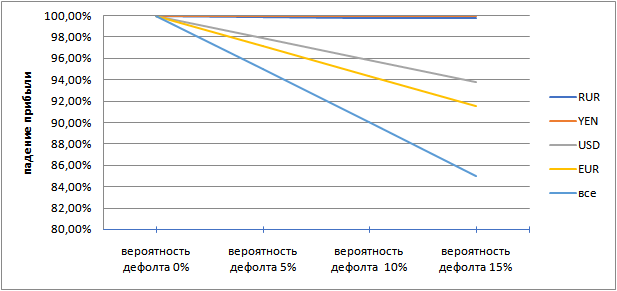 падение прибыли
100,00%
98,00%
96,00%
94,00%
92,00%
90,00%
88,00%
86,00%
84,00%
82,00%
80,00%
вероятность дефолта 0%
вероятность дефолта 5%
вероятность дефолта 10%
вероятность дефолта 15%
RUR
YEN
USD
EUR
все